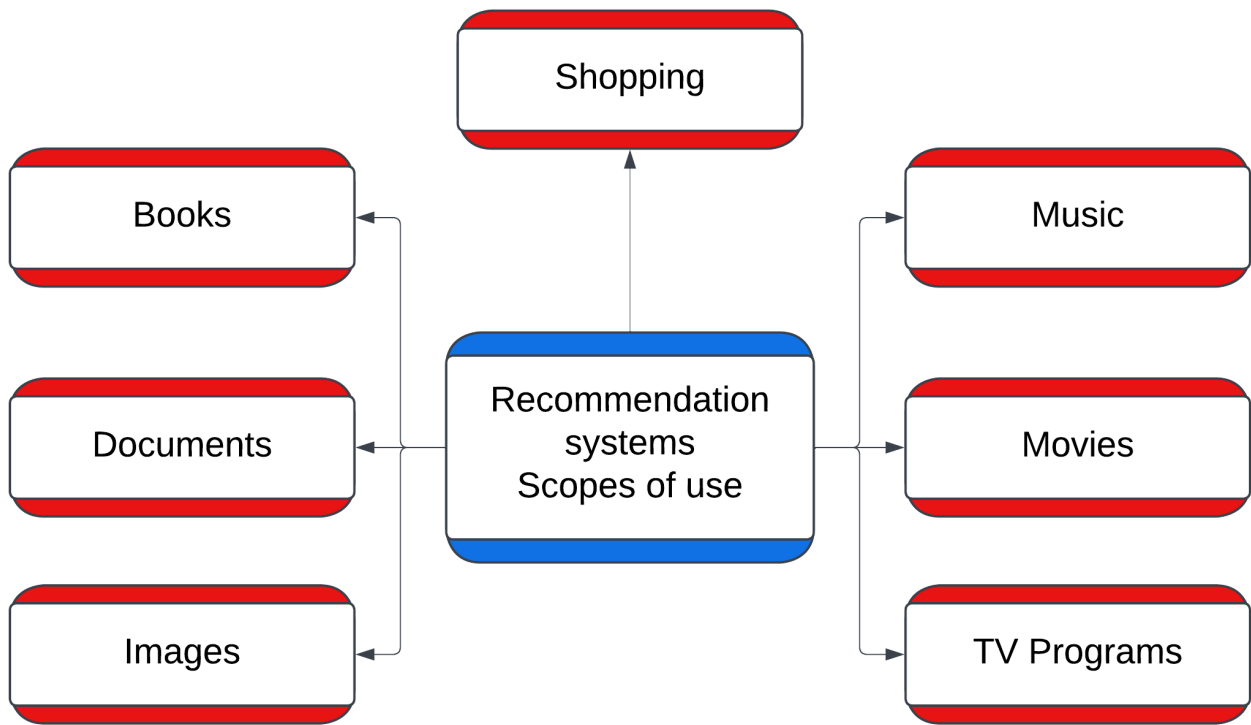 Shopping
Books
Music
Recommendation
systems
Scopes of use
Documents
Movies
Images
TV Programs